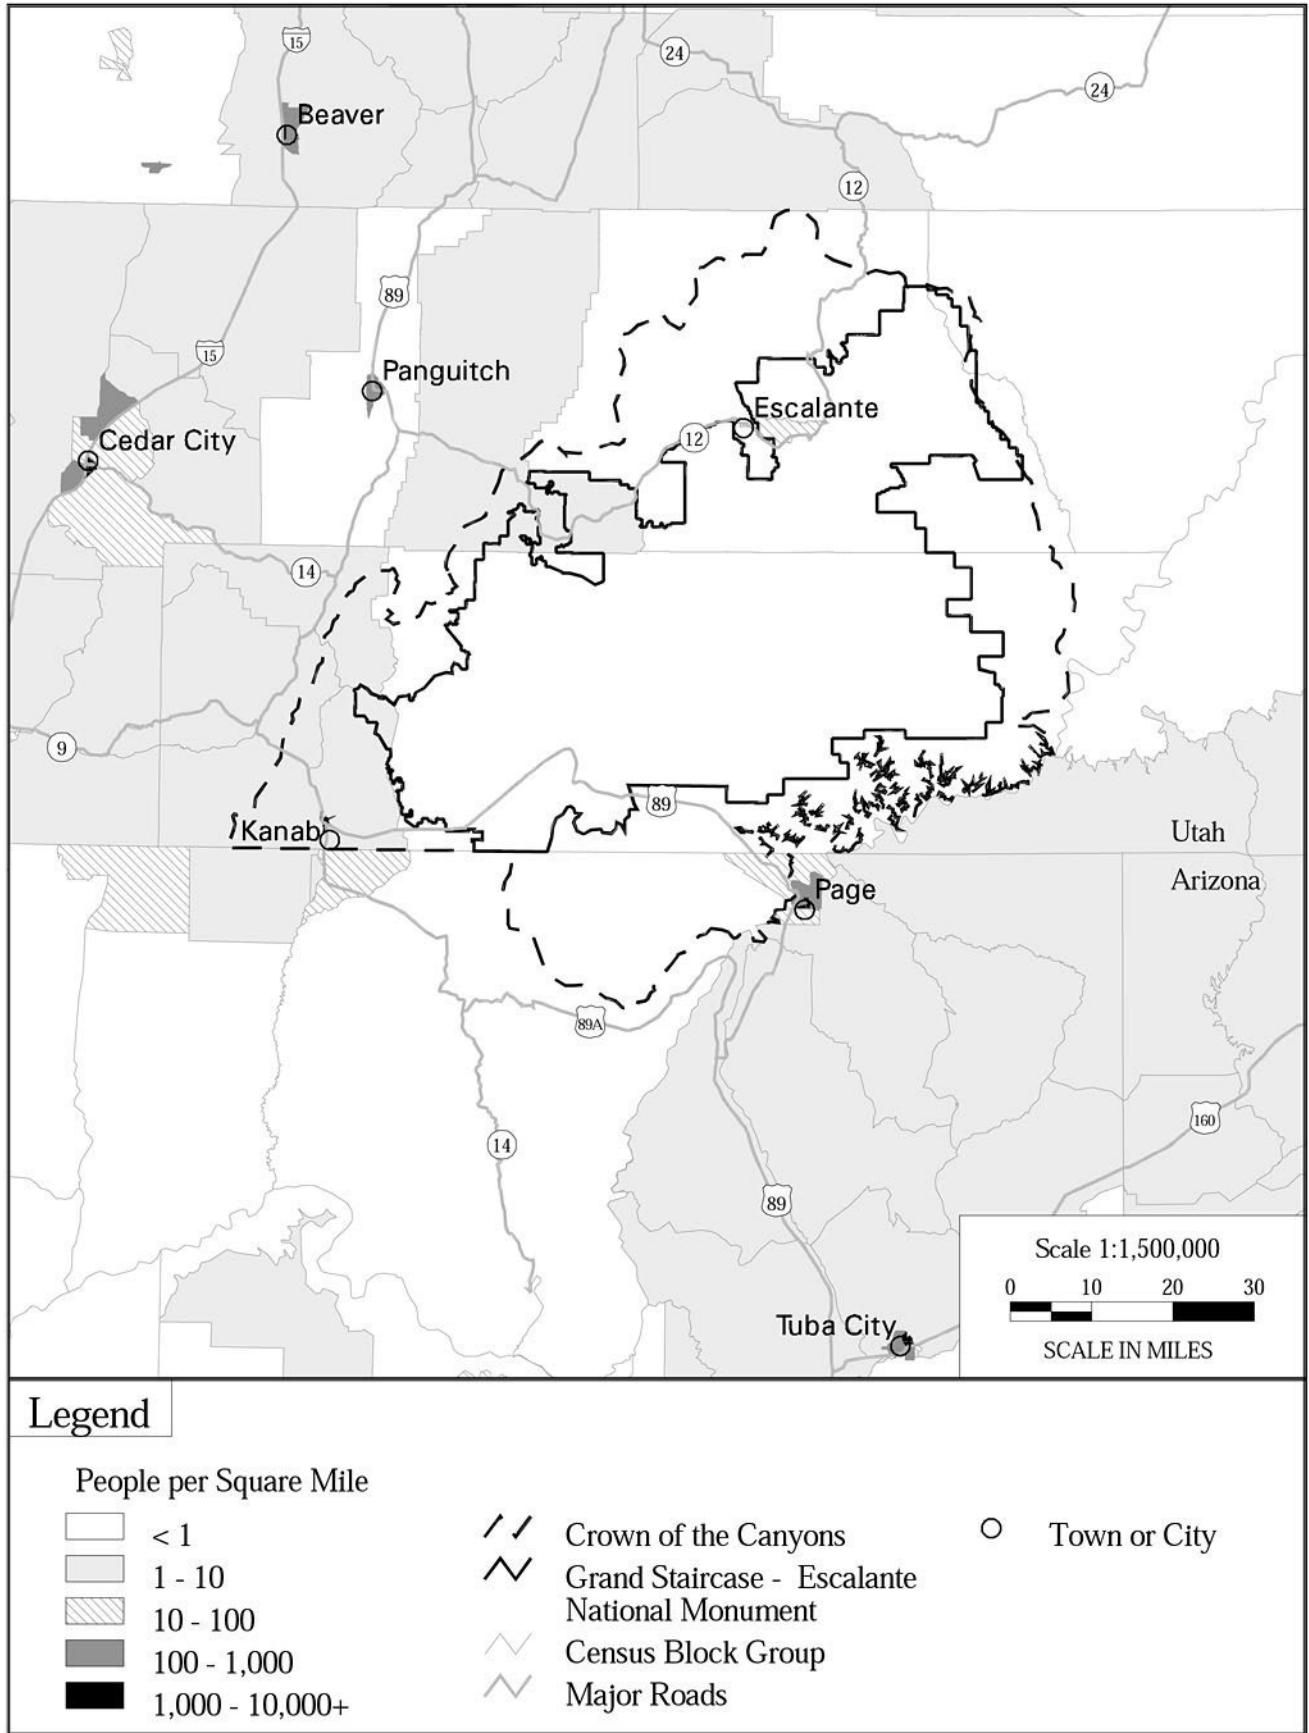 15
24
24
Beaver
12
89
15
Panguitch
Escalante
12
Cedar City
14
9
89
Kanab
Utah
Arizona
Page
89A
14
160
89
Scale 1:1,500,000
0 10 20 30
SCALE IN MILES
Tuba City
Legend
People per Square Mile
< 1
1 - 10
10 - 100
100 - 1,000
1,000 - 10,000+
Crown of the Canyons
Grand Staircase - Escalante
National Monument
Census Block Group
Major Roads
Town or City